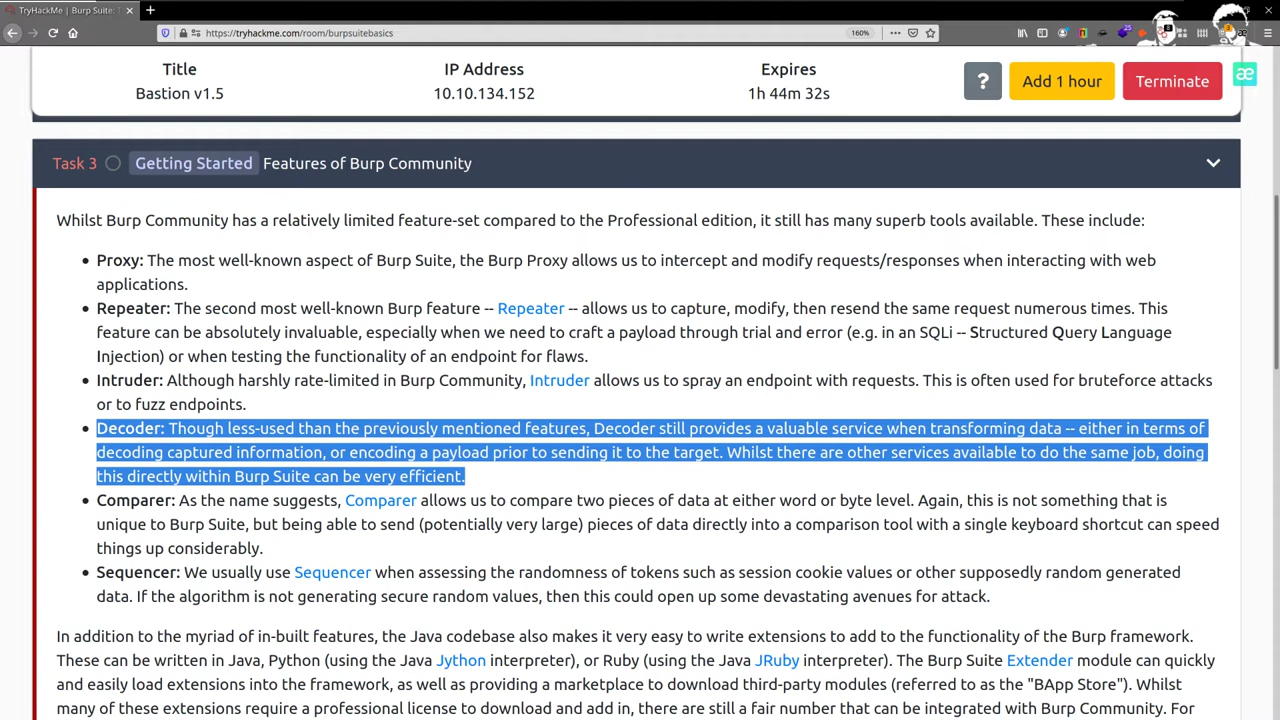 TryHackMe | Burp Suite:
https://tryhackme.com/room/burpsuitebasics
160%
Title
IP Address
Expires
Bastion v1.5
10.10.134.152
1h 44m 32s
?
Add 1 hour
Terminate
æ
Task 3
Getting Started
Features of Burp Community
Whilst Burp Community has a relatively limited feature-set compared to the Professional edition, it still has many superb tools available. These include:
• Proxy: The most well-known aspect of Burp Suite, the Burp Proxy allows us to intercept and modify requests/responses when interacting with web
applications.
• Repeater: The second most well-known Burp feature -- Repeater -- allows us to capture, modify, then resend the same request numerous times. This
feature can be absolutely invaluable, especially when we need to craft a payload through trial and error (e.g. in an SQLi -- Structured Query Language
Injection) or when testing the functionality of an endpoint for flaws.
• Intruder: Although harshly rate-limited in Burp Community, Intruder allows us to spray an endpoint with requests. This is often used for bruteforce attacks
or to fuzz endpoints.
• Decoder: Though less-used than the previously mentioned features, Decoder still provides a valuable service when transforming data -- either in terms of
decoding captured information, or encoding a payload prior to sending it to the target. Whilst there are other services available to do the same job, doing
this directly within Burp Suite can be very efficient.
• Comparer: As the name suggests, Comparer allows us to compare two pieces of data at either word or byte level. Again, this is not something that is
unique to Burp Suite, but being able to send (potentially very large) pieces of data directly into a comparison tool with a single keyboard shortcut can speed
things up considerably.
• Sequencer: We usually use Sequencer when assessing the randomness of tokens such as session cookie values or other supposedly random generated
data. If the algorithm is not generating secure random values, then this could open up some devastating avenues for attack.
In addition to the myriad of in-built features, the Java codebase also makes it very easy to write extensions to add to the functionality of the Burp framework.
These can be written in Java, Python (using the Java Jython interpreter), or Ruby (using the Java JRuby interpreter). The Burp Suite Extender module can quickly
and easily load extensions into the framework, as well as providing a marketplace to download third-party modules (referred to as the "BApp Store"). Whilst
many of these extensions require a professional license to download and add in, there are still a fair number that can be integrated with Burp Community. For